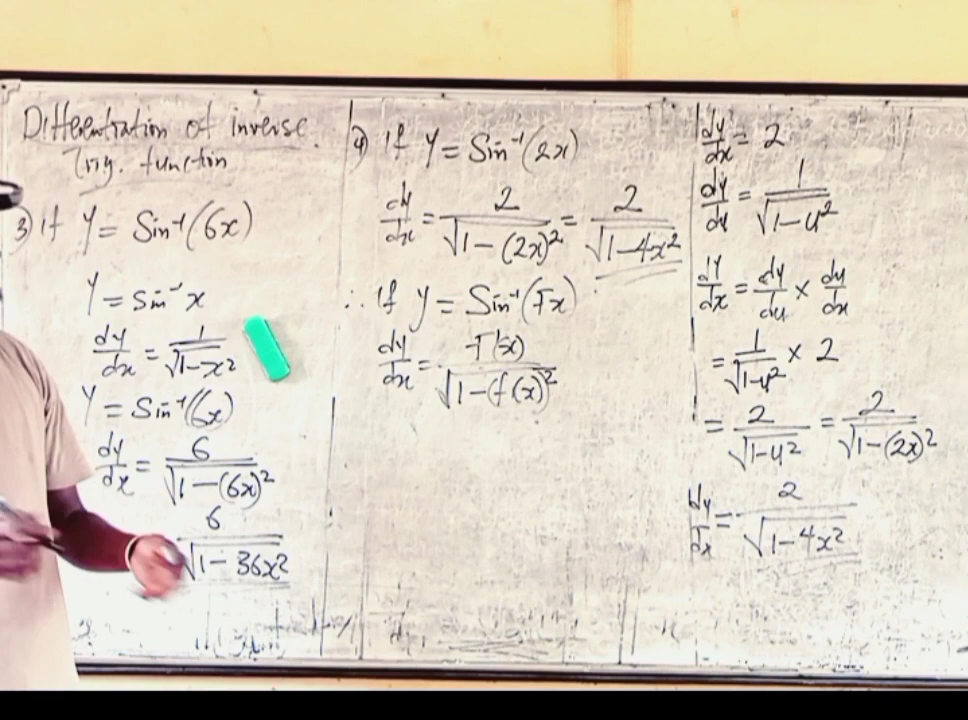 Differentiation of inverse.
Trig. function
3) If y = Sin⁻¹(6x)
y = sin⁻¹ x
dy/dx = 1/√1-x²
y = Sin⁻¹(6x)
dy/dx = 6/√1-(6x)²
6/√1-36x²
4) If y = Sin⁻¹(2x)
dy/dx = 2/√1-(2x)² = 2/√1-4x²
∴ If y = Sin⁻¹(fx)
dy/dx = f'(x)/√1-(f(x))²
dy/dx = 2
dy/du = 1/√1-u²
dy/dx = dy/du × du/dx
= 1/√1-u² × 2
= 2/√1-u² = 2/√1-(2x)²
dy/dx = 2/√1-4x²